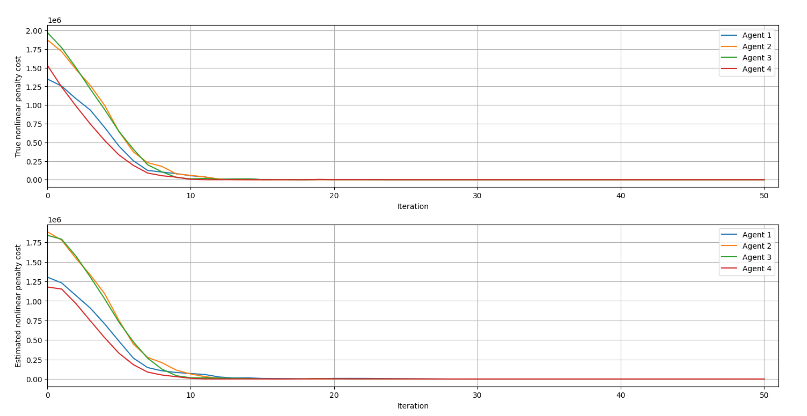 1e6
True nonlinear penalty cost
2.00
1.75
1.50
1.25
1.00
0.75
0.50
0.25
0.00
Agent 1
Agent 2
Agent 3
Agent 4
0 10 20 30 40 50
Iteration
1e6
Estimated nonlinear penalty cost
1.75
1.50
1.25
1.00
0.75
0.50
0.25
0.00
Agent 1
Agent 2
Agent 3
Agent 4
0 10 20 30 40 50
Iteration